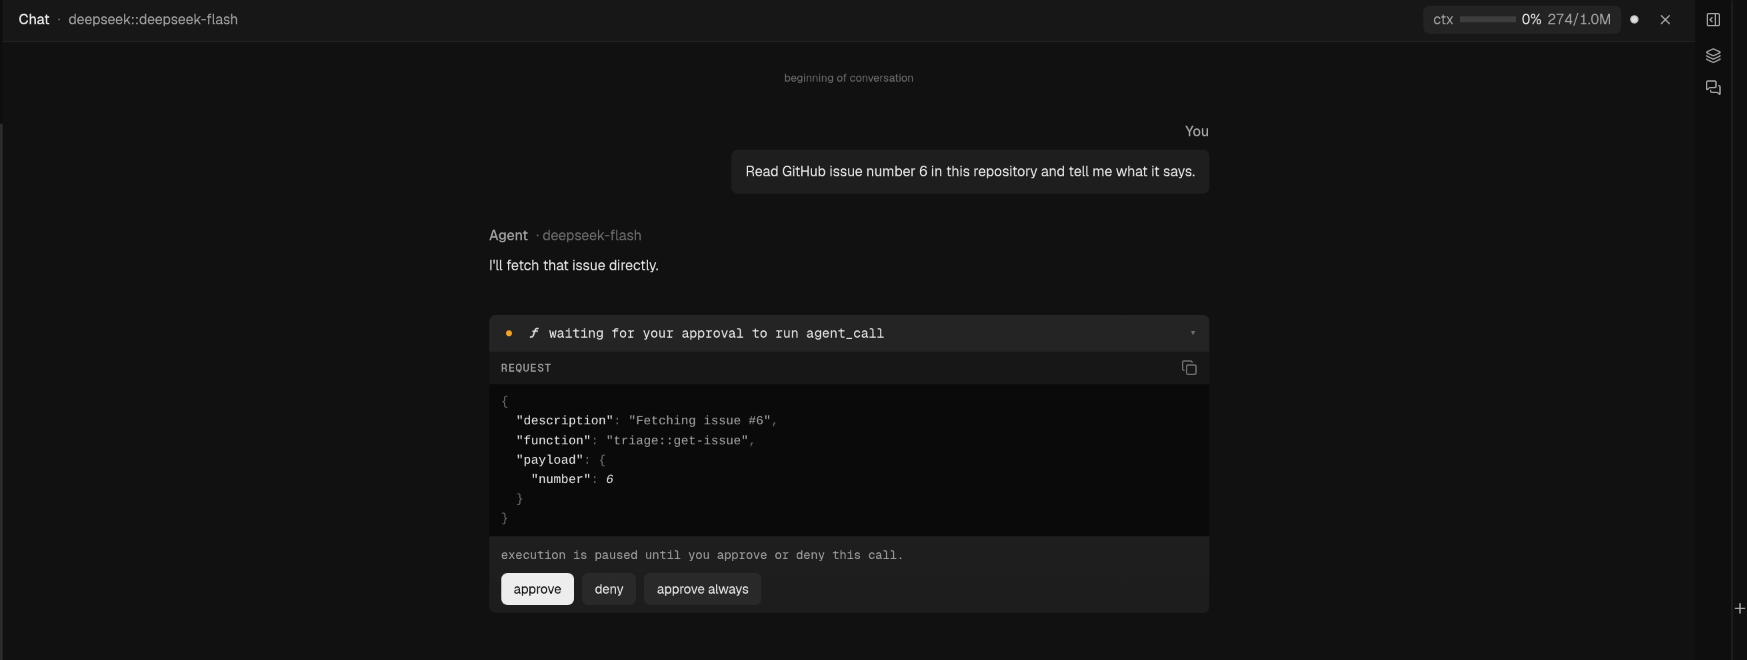 Chat · deepseek::deepseek-flash
ctx 0% 274/1.0M
beginning of conversation
You
Read GitHub issue number 6 in this repository and tell me what it says.
Agent · deepseek-flash
I'll fetch that issue directly.
ƒ waiting for your approval to run agent_call
REQUEST
{
"description": "Fetching issue #6",
"function": "triage::get-issue",
"payload": {
"number": 6
}
}
execution is paused until you approve or deny this call.
approve deny approve always